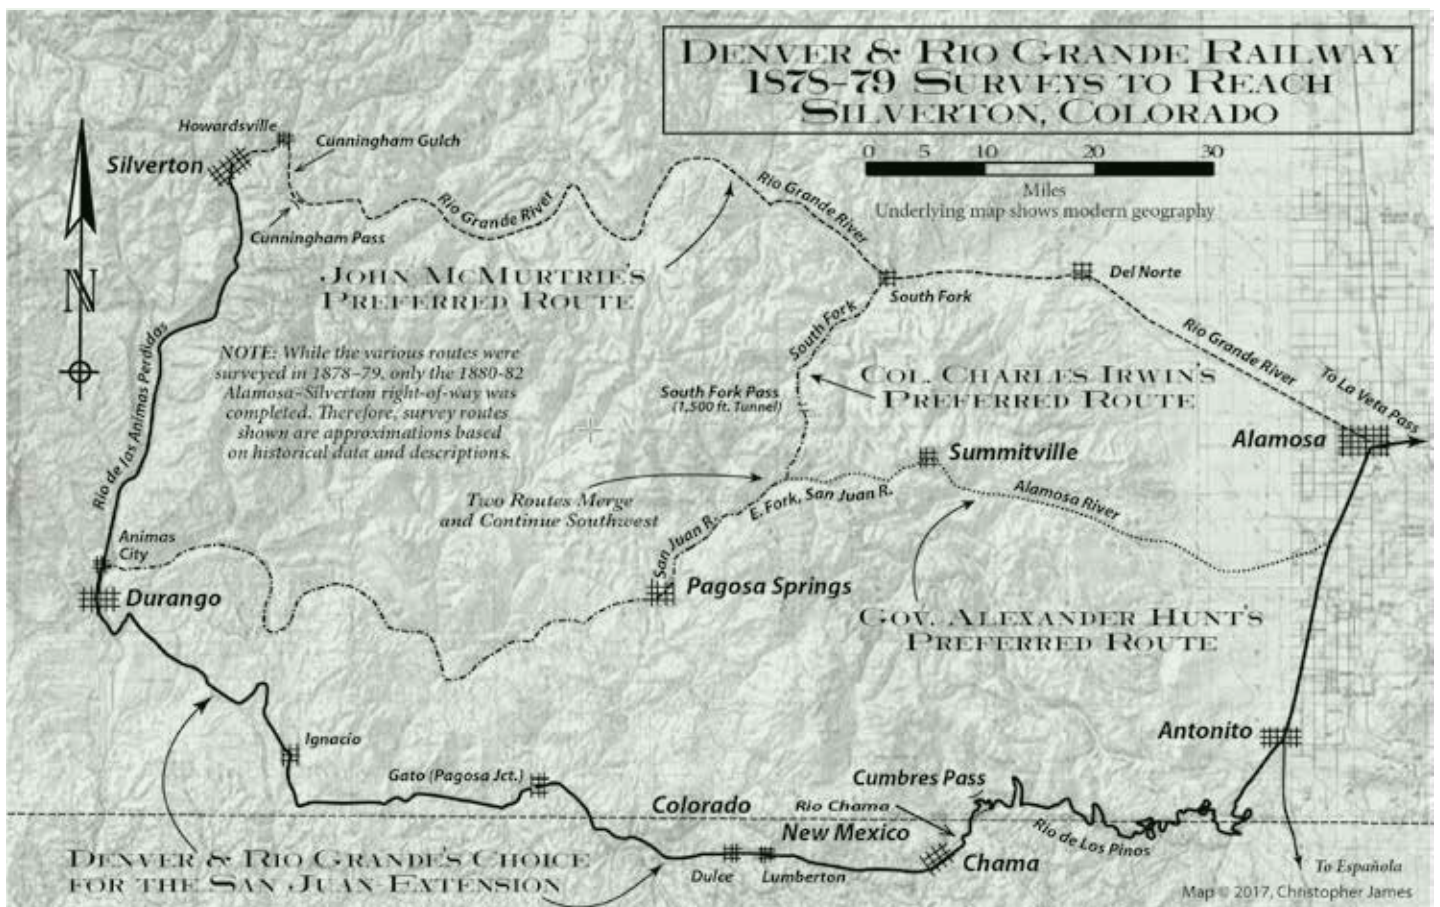 DENVER & RIO GRANDE RAILWAY
1878-79 SURVEYS TO REACH
SILVERTON, COLORADO
0 5 10 20 30
Miles
Underlying map shows modern geography
Howardsville
Cunningham Gulch
Silverton
Rio Grande River
Cunningham Pass
Rio Grande River
N
JOHN MCMURTRIE'S
PREFERRED ROUTE
South Fork
Del Norte
South Fork
Rio Grande River
To La Veta Pass
Alamosa
NOTE: While the various routes were
surveyed in 1878-79, only the 1880-82
Alamosa-Silverton right-of-way was
completed. Therefore, survey routes
shown are approximations based
on historical data and descriptions.
Rio de las Animas Perdidas
COL. CHARLES IRWIN'S
PREFERRED ROUTE
South Fork Pass
(1,500 ft. Tunnel)
Summitville
Two Routes Merge
and Continue Southwest
E. Fork, San Juan R.
Alamosa River
San Juan R.
Animas
City
Durango
Pagosa Springs
GOV. ALEXANDER HUNT'S
PREFERRED ROUTE
Ignacio
Antonito
Gato (Pagosa Jct.)
Cumbres Pass
Colorado
Rio Chama
New Mexico
Rio de Los Pinos
Chama
DENVER & RIO GRANDE'S CHOICE
FOR THE SAN JUAN EXTENSION
Dulce
Lumberton
To Española
Map © 2017, Christopher James